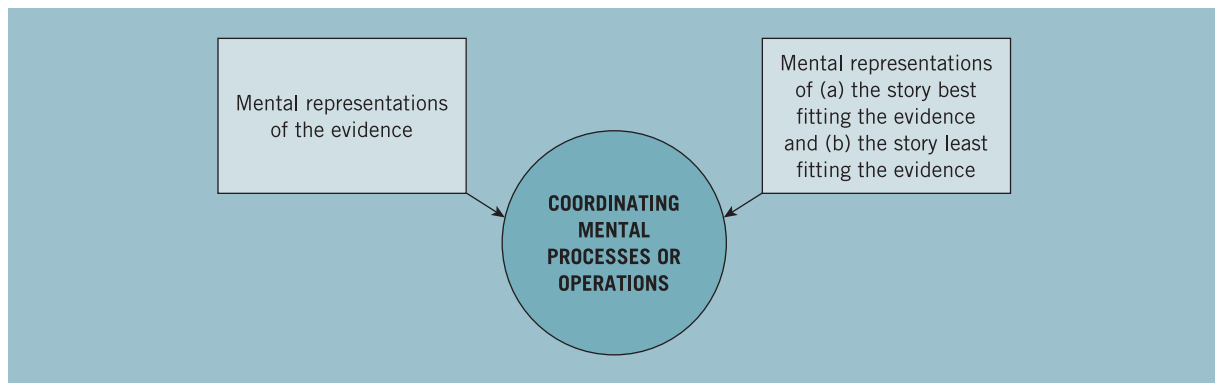 Mental representations
of the evidence
Mental representations
of (a) the story best
fitting the evidence
and (b) the story least
fitting the evidence
COORDINATING
MENTAL
PROCESSES OR
OPERATIONS